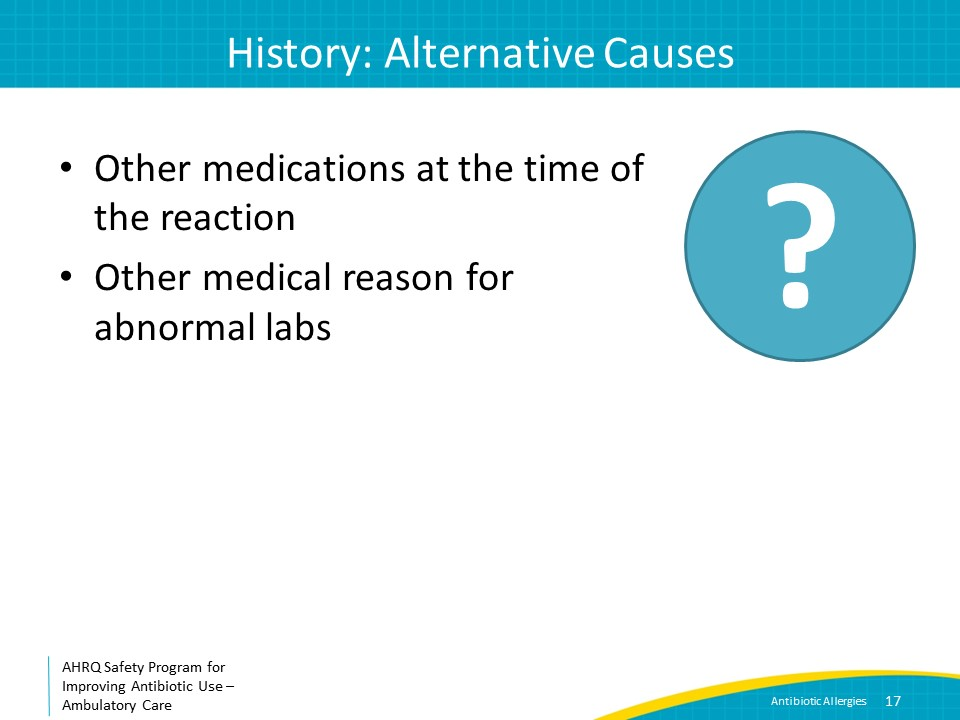 History: Alternative Causes
• Other medications at the time of
the reaction
• Other medical reason for
abnormal labs
?
AHRQ Safety Program for
Improving Antibiotic Use –
Ambulatory Care
Antibiotic Allergies 17